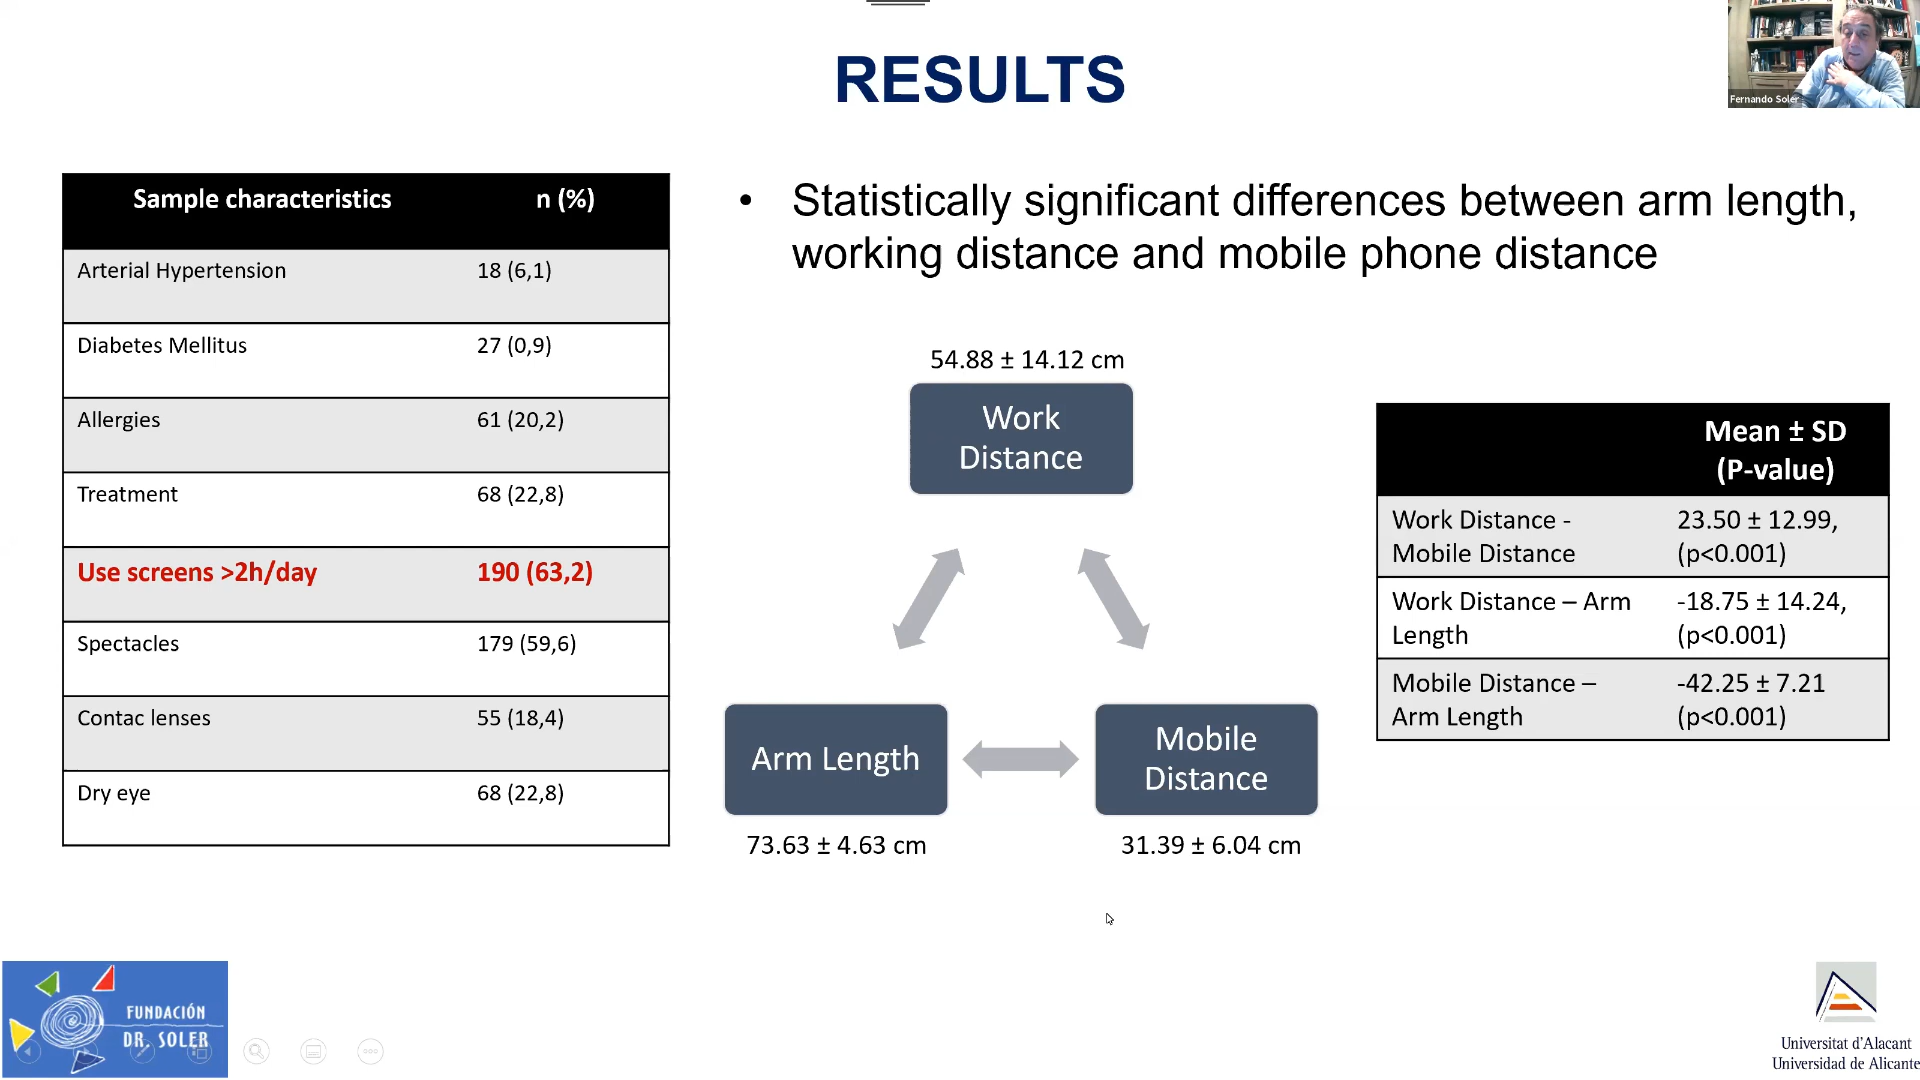 RESULTS
Fernando Soler
Sample characteristics n (%)
Arterial Hypertension 18 (6,1)
Diabetes Mellitus 27 (0,9)
Allergies 61 (20,2)
Treatment 68 (22,8)
Use screens >2h/day 190 (63,2)
Spectacles 179 (59,6)
Contac lenses 55 (18,4)
Dry eye 68 (22,8)
• Statistically significant differences between arm length,
working distance and mobile phone distance
54.88 ± 14.12 cm
Work
Distance
Arm Length
73.63 ± 4.63 cm
Mobile
Distance
31.39 ± 6.04 cm
Mean ± SD
(P-value)
Work Distance - 23.50 ± 12.99,
Mobile Distance (p<0.001)
Work Distance – Arm -18.75 ± 14.24,
Length (p<0.001)
Mobile Distance – -42.25 ± 7.21
Arm Length (p<0.001)
FUNDACIÓN
DR. SOLER
Universitat d'Alacant
Universidad de Alicante